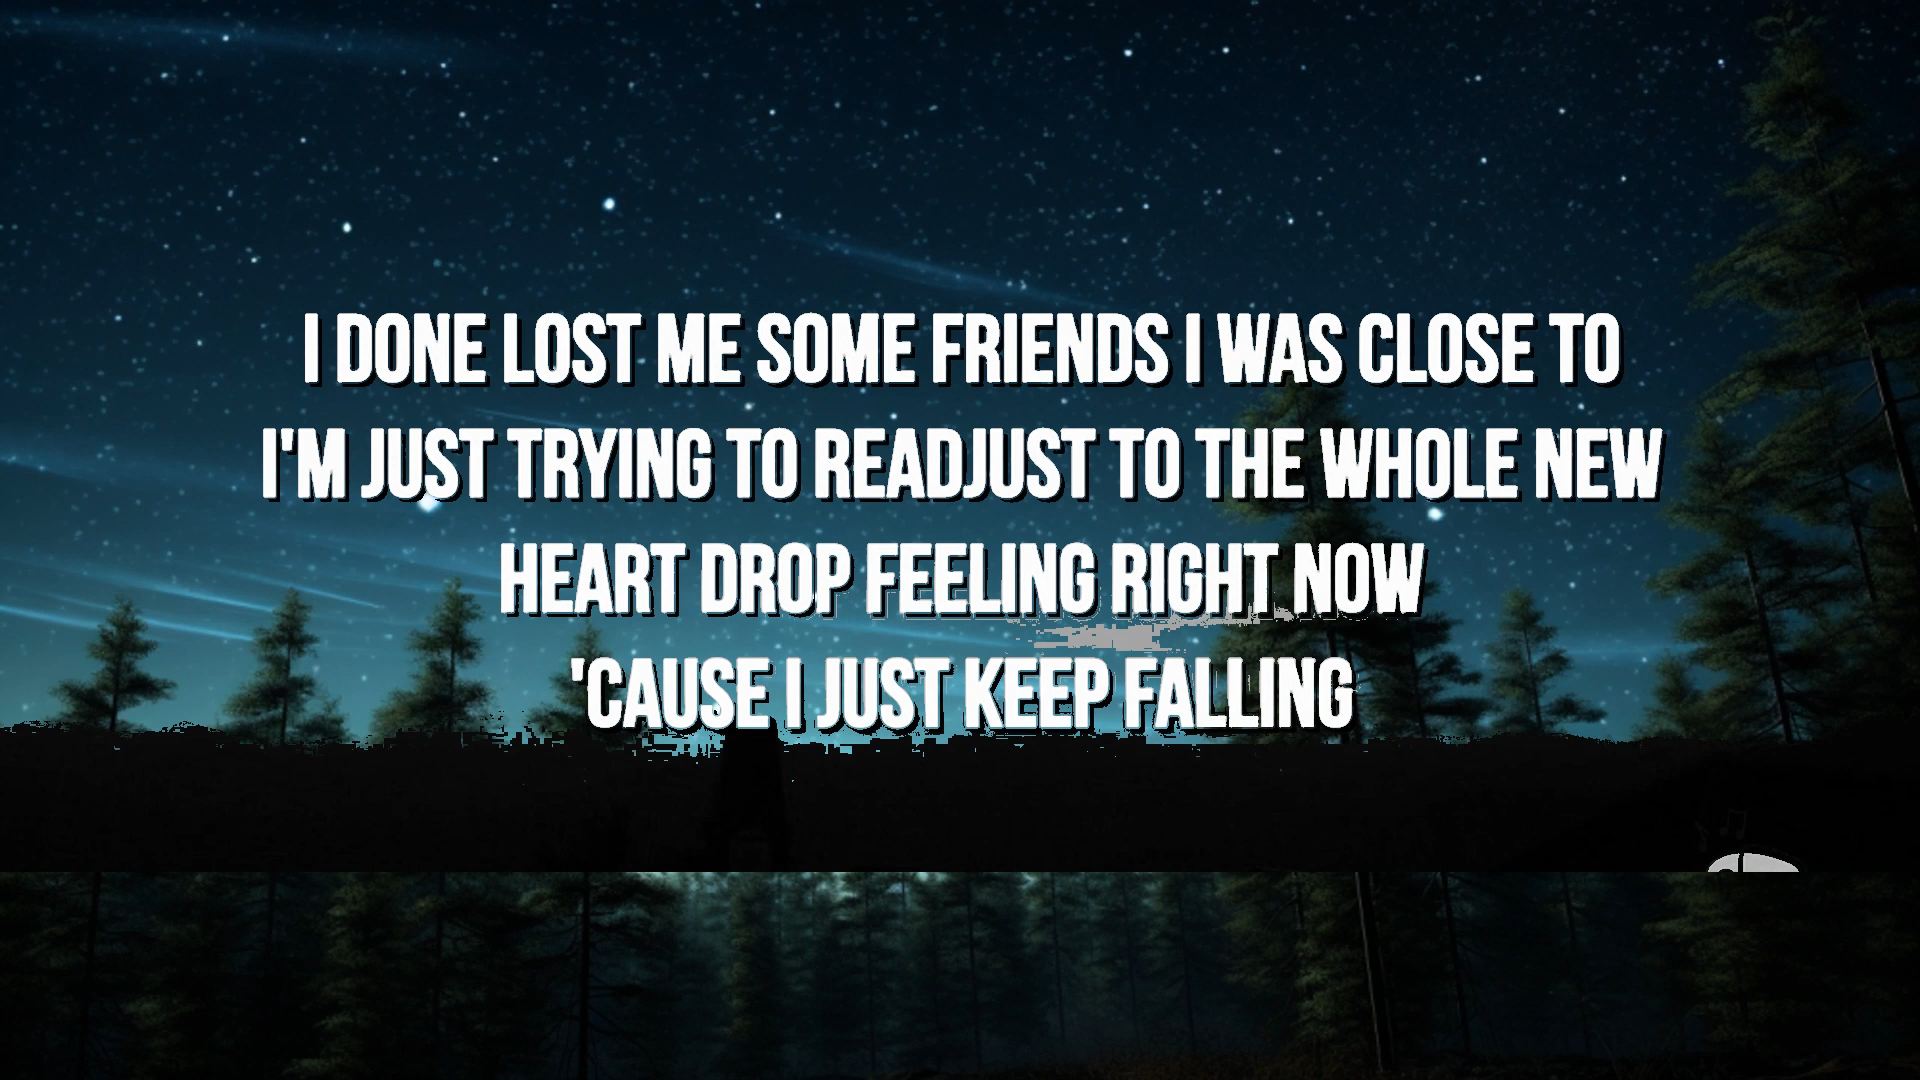 I DONE LOST ME SOME FRIENDS I WAS CLOSE TO
I'M JUST TRYING TO READJUST TO THE WHOLE NEW
HEART DROP FEELING RIGHT NOW
'CAUSE I JUST KEEP FALLING